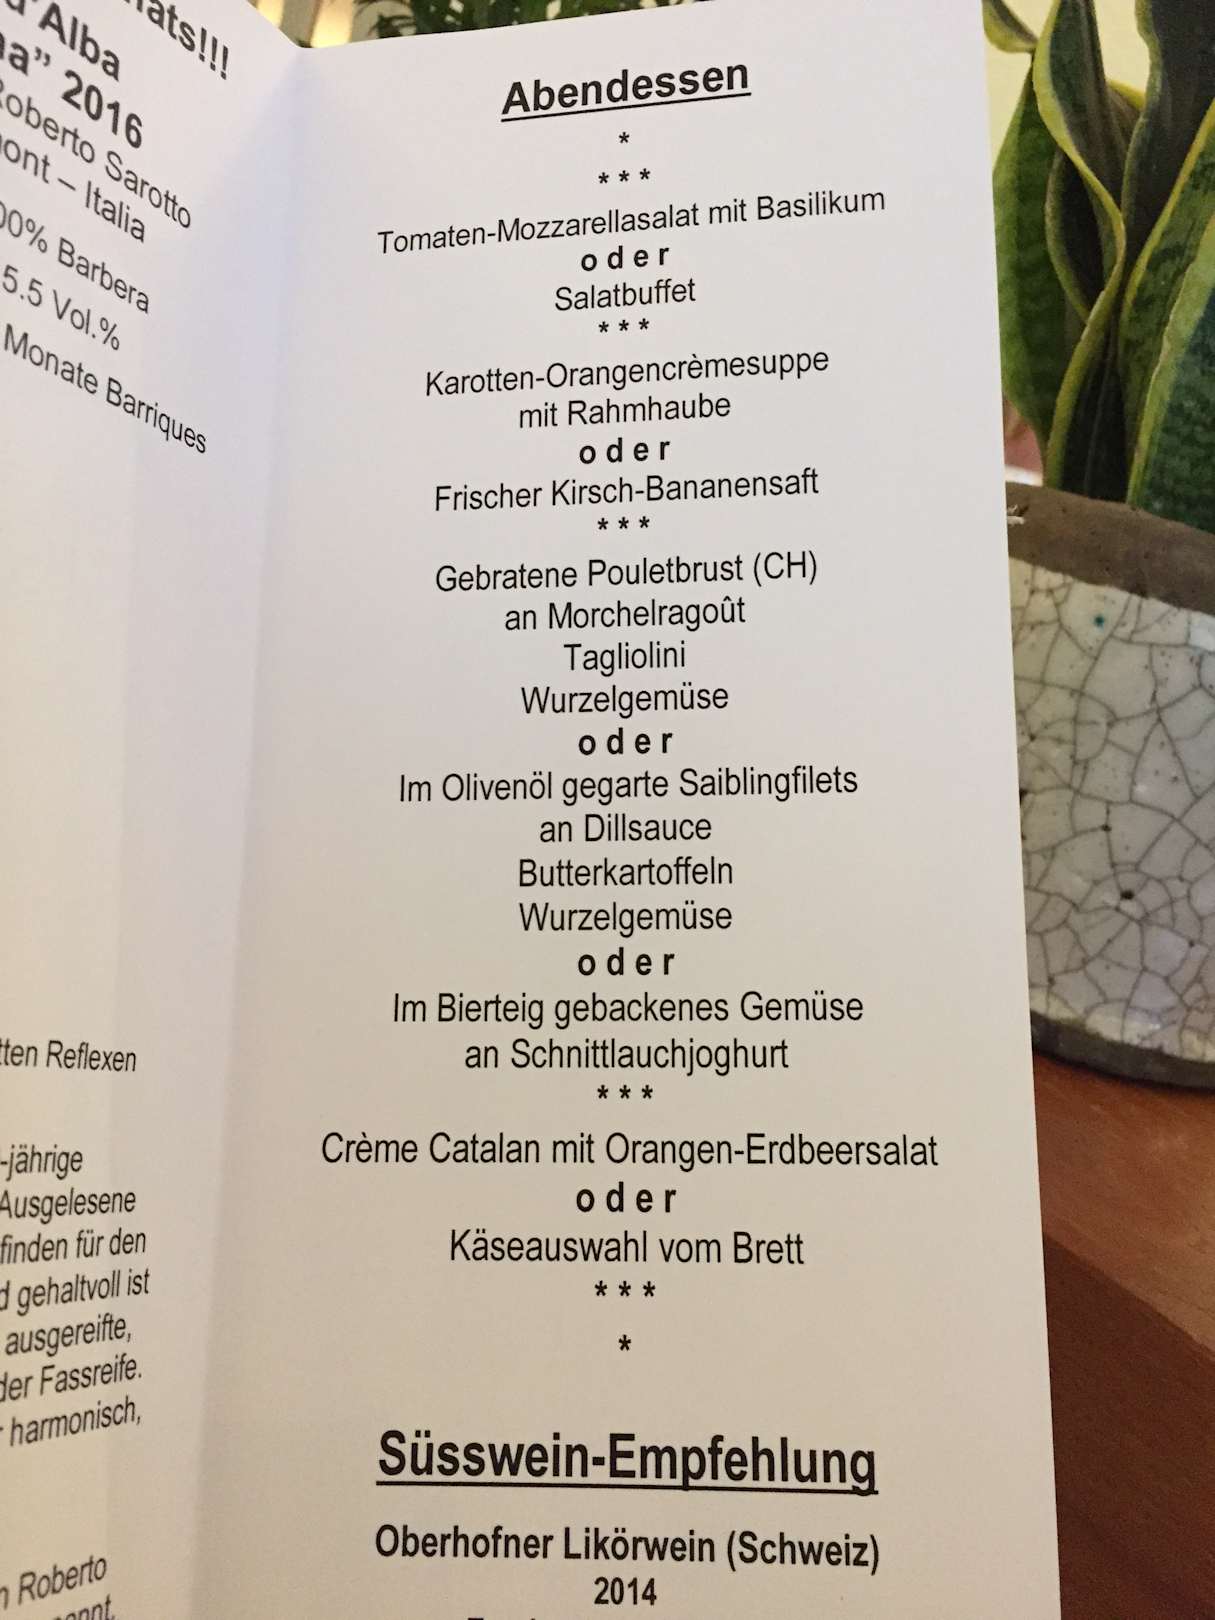 ats!!!
d'Alba
na” 2016
Roberto Sarotto
mont – Italia
00% Barbera
5.5 Vol.%
Monate Barriques
tten Reflexen
-jährige
Ausgelesene
finden für den
d gehaltvoll ist
ausgereifte,
der Fassreife.
r harmonisch,
n Roberto
Abendessen
*
* * *
Tomaten-Mozzarellasalat mit Basilikum
o d e r
Salatbuffet
* * *
Karotten-Orangencrèmesuppe
mit Rahmhaube
o d e r
Frischer Kirsch-Bananensaft
* * *
Gebratene Pouletbrust (CH)
an Morchelragoût
Tagliolini
Wurzelgemüse
o d e r
Im Olivenöl gegarte Saiblingfilets
an Dillsauce
Butterkartoffeln
Wurzelgemüse
o d e r
Im Bierteig gebackenes Gemüse
an Schnittlauchjoghurt
* * *
Crème Catalan mit Orangen-Erdbeersalat
o d e r
Käseauswahl vom Brett
* * *
*
Süsswein-Empfehlung
Oberhofner Likörwein (Schweiz)
2014